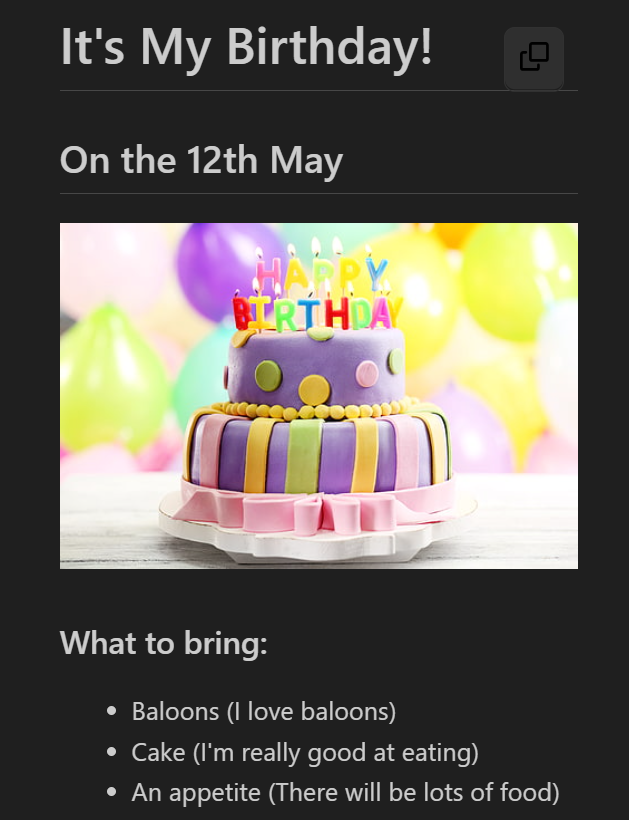 It's My Birthday!
On the 12th May
HAPPY
BIRTHDAY
What to bring:
Baloons (I love baloons)
Cake (I'm really good at eating)
An appetite (There will be lots of food)